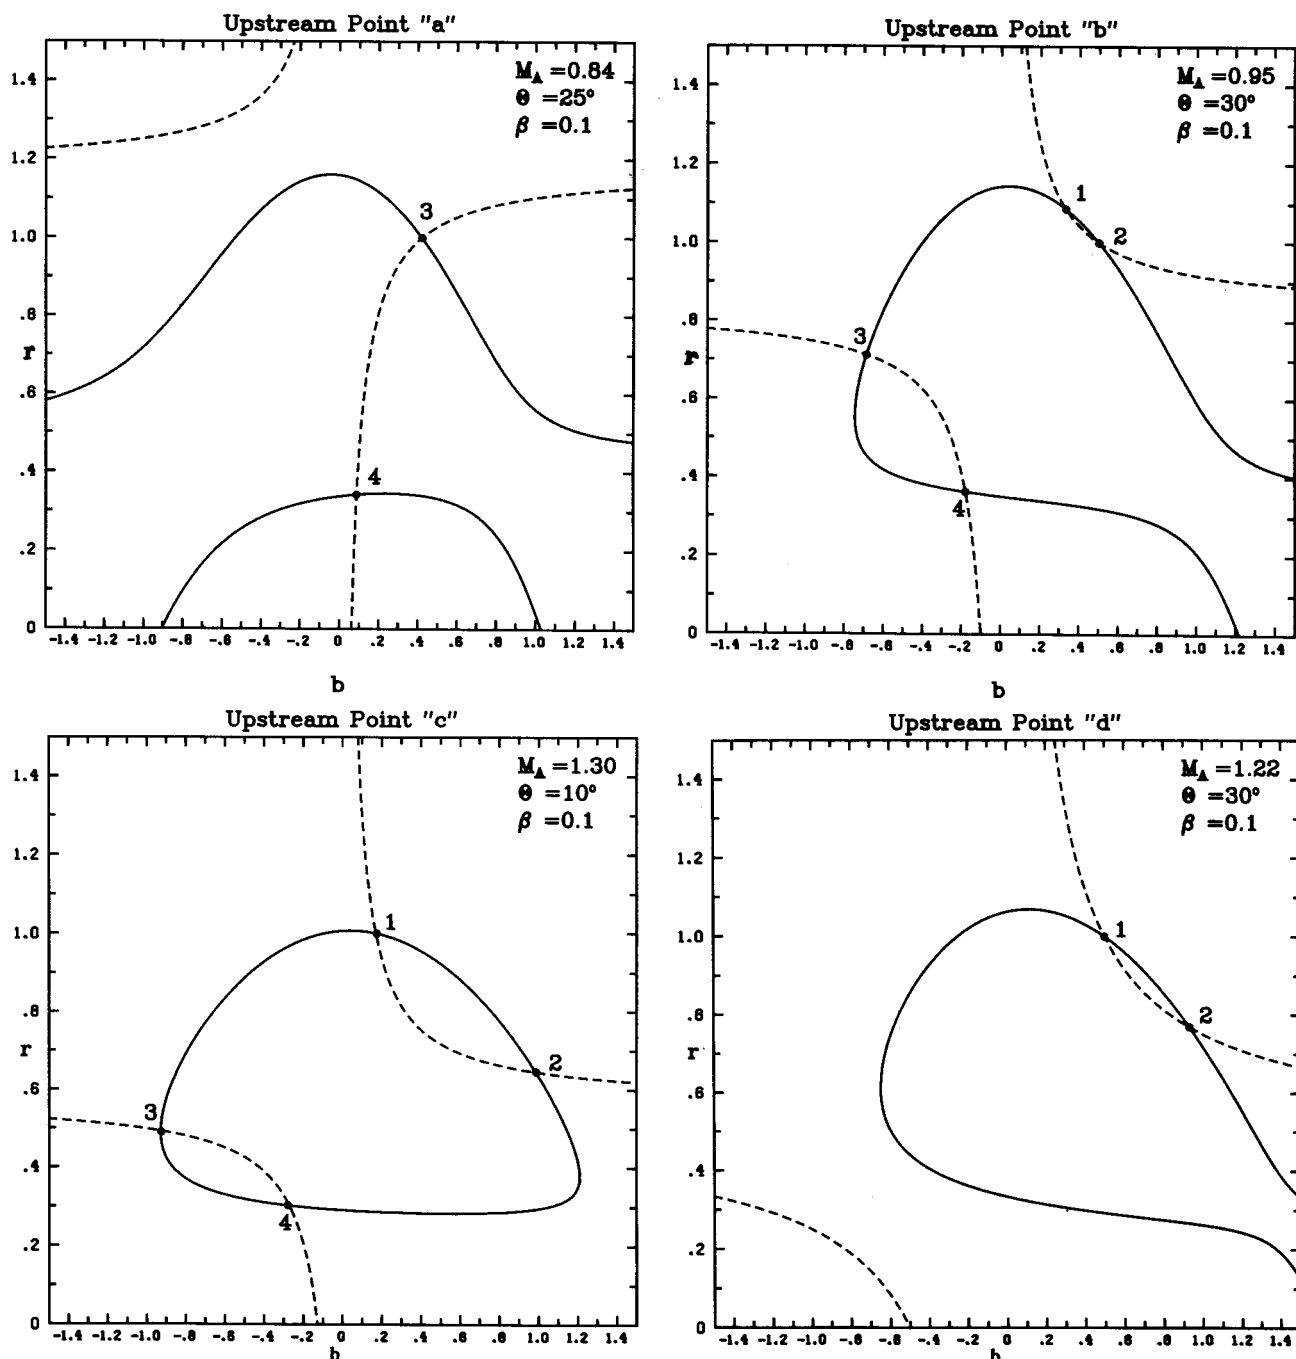 Upstream Point "a"
M_A =0.84
Θ =25°
β =0.1
1.4
1.2
1.0
.8
r
.6
.4
.2
0
3
4
-1.4 -1.2 -1.0 -.8 -.6 -.4 -.2 0 .2 .4 .6 .8 1.0 1.2 1.4
b
Upstream Point "b"
M_A =0.95
Θ =30°
β =0.1
1.4
1.2
1.0
.8
r
.6
.4
.2
0
1
2
3
4
-1.4 -1.2 -1.0 -.8 -.6 -.4 -.2 0 .2 .4 .6 .8 1.0 1.2 1.4
b
Upstream Point "c"
M_A =1.30
Θ =10°
β =0.1
1.4
1.2
1.0
.8
r
.6
.4
.2
0
1
2
3
4
-1.4 -1.2 -1.0 -.8 -.6 -.4 -.2 0 .2 .4 .6 .8 1.0 1.2 1.4
b
Upstream Point "d"
M_A =1.22
Θ =30°
β =0.1
1.4
1.2
1.0
.8
r
.6
.4
.2
0
1
2
-1.4 -1.2 -1.0 -.8 -.6 -.4 -.2 0 .2 .4 .6 .8 1.0 1.2 1.4
b